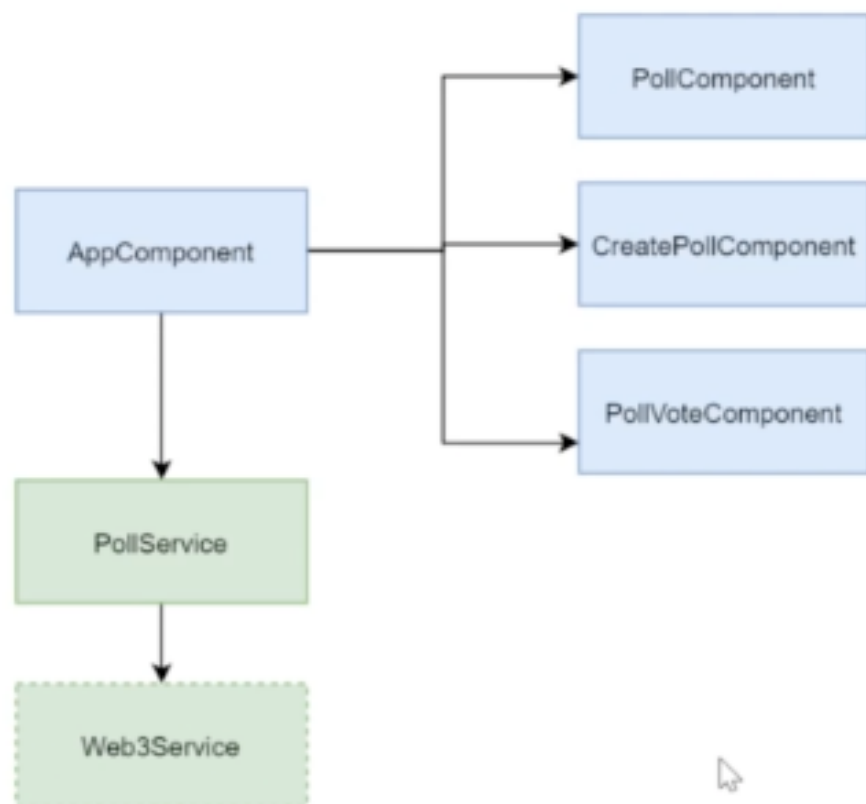 PollComponent
AppComponent
CreatePollComponent
PollVoteComponent
PollService
Web3Service